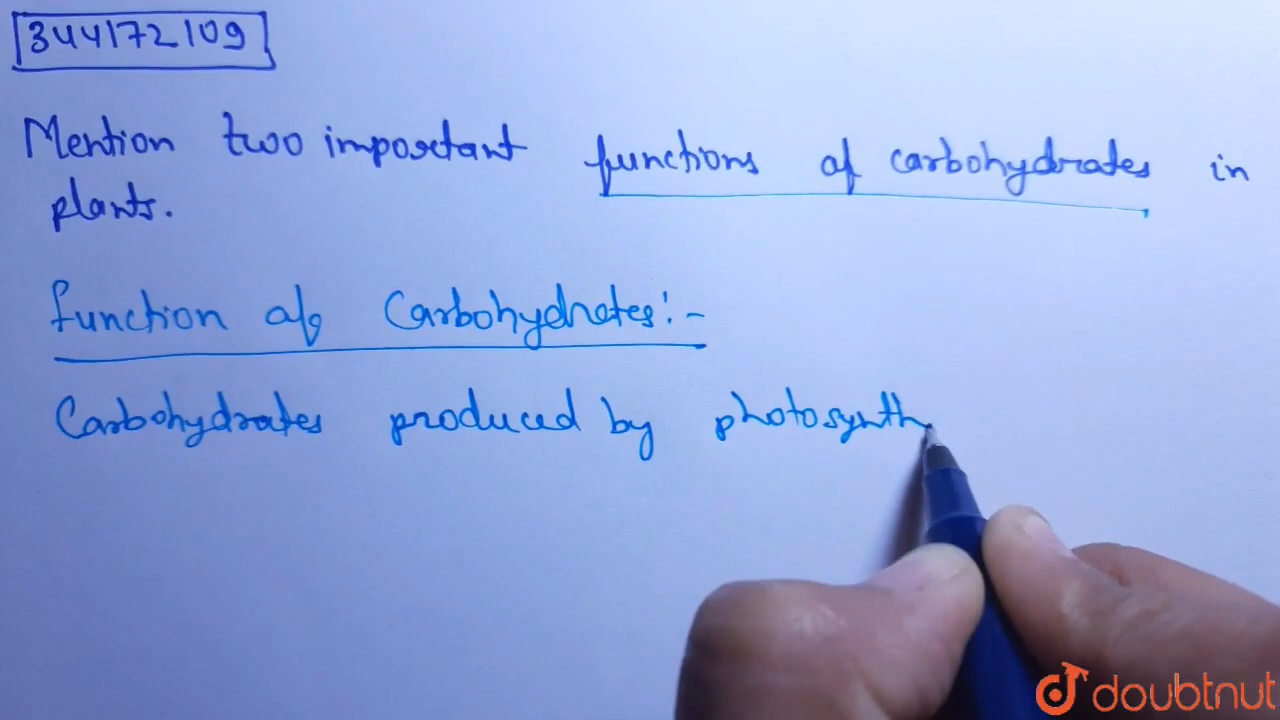 344172109
Mention two important functions of carbohydrates in
plants.
function of Carbohydrates:-
Carbohydrates produced by photosynth
doubtnut